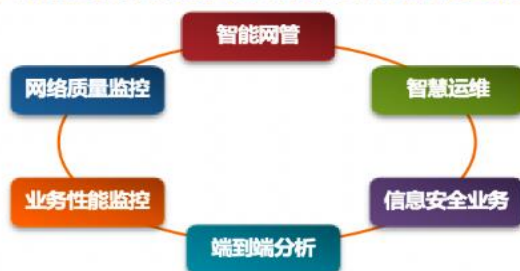 智能网管
网络质量监控
智慧运维
业务性能监控
信息安全业务
端到端分析